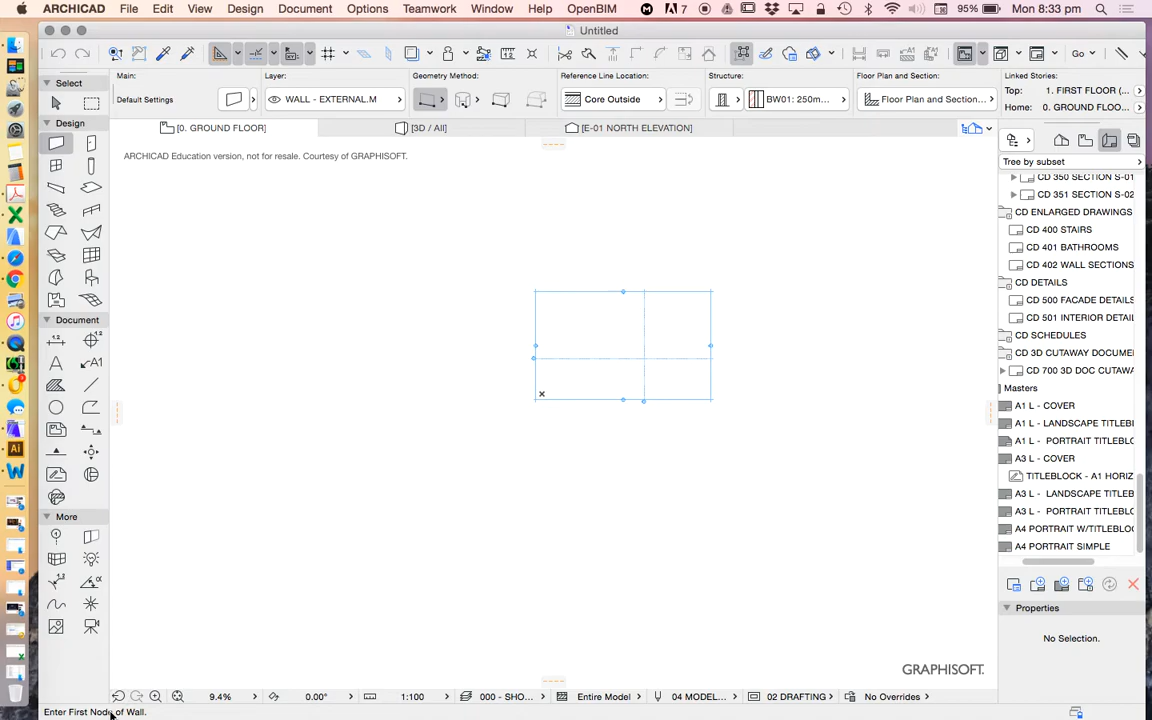 ARCHICAD File Edit View Design Document Options Teamwork Window Help OpenBIM 7 95% Mon 8:33 pm
Untitled
Go
Main: Layer: Geometry Method: Reference Line Location: Structure: Floor Plan and Section: Linked Stories:
Default Settings WALL - EXTERNAL.M Core Outside BW01: 250m... Floor Plan and Section... Top: 1. FIRST FLOOR (...
Home: 0. GROUND FLOO...
Select
Design
Document
More
[0. GROUND FLOOR] [3D / All] [E-01 NORTH ELEVATION]
ARCHICAD Education version, not for resale. Courtesy of GRAPHISOFT.
Tree by subset
CD 350 SECTION S-01
CD 351 SECTION S-02
CD ENLARGED DRAWINGS
CD 400 STAIRS
CD 401 BATHROOMS
CD 402 WALL SECTIONS
CD DETAILS
CD 500 FACADE DETAILS
CD 501 INTERIOR DETAIL
CD SCHEDULES
CD 3D CUTAWAY DOCUME
CD 700 3D DOC CUTAWA
Masters
A1 L - COVER
A1 L - LANDSCAPE TITLEBL
A1 L - PORTRAIT TITLEBLO
A3 L - COVER
TITLEBLOCK - A1 HORIZ
A3 L - LANDSCAPE TITLEB
A3 L - PORTRAIT TITLEBLO
A4 PORTRAIT W/TITLEBLO
A4 PORTRAIT SIMPLE
Properties
No Selection.
GRAPHISOFT.
9.4% 0.00° 1:100 000 - SHO... Entire Model 04 MODEL... 02 DRAFTING No Overrides
Enter First Node of Wall.